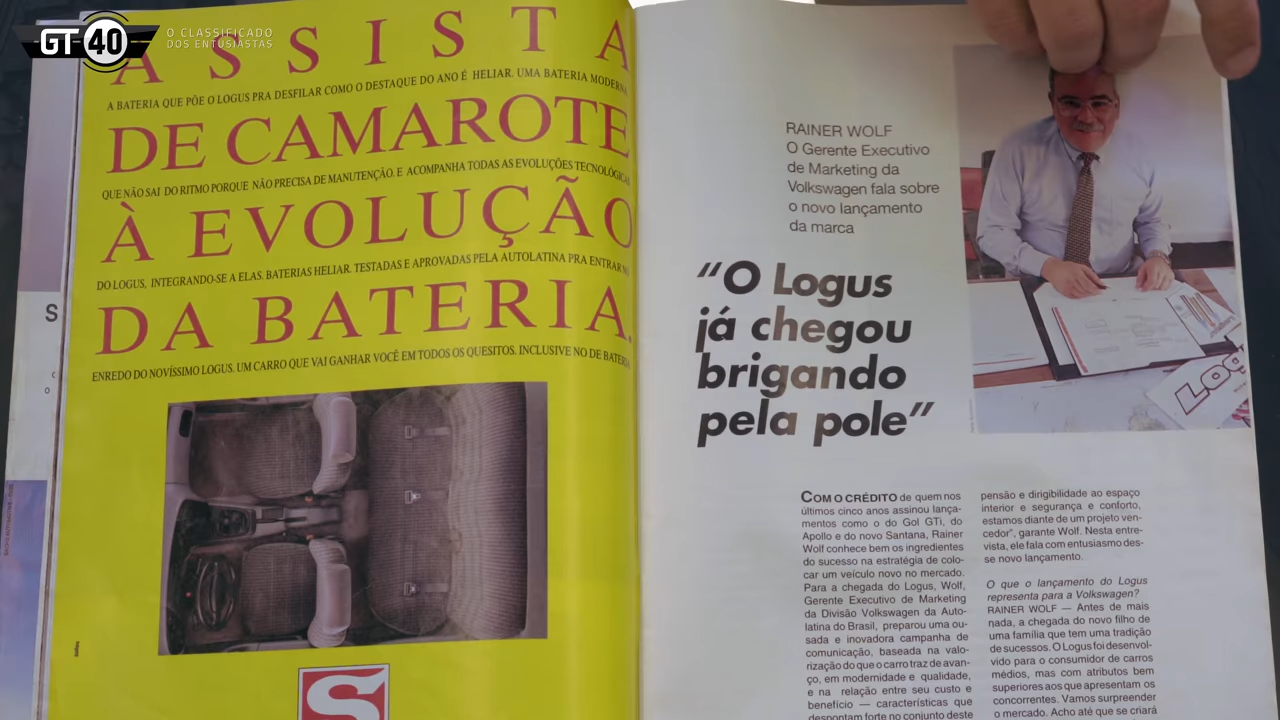 GT 40
O CLASSIFICADO
DOS ENTUSIASTAS
ASSISTA
A BATERIA QUE PÕE O LOGUS PRA DESFILAR COMO O DESTAQUE DO ANO É HELIAR. UMA BATERIA MODERNA
DE CAMAROTE
QUE NÃO SAI DO RITMO PORQUE NÃO PRECISA DE MANUTENÇÃO. E ACOMPANHA TODAS AS EVOLUÇÕES TECNOLÓGICAS
À EVOLUÇÃO
DO LOGUS, INTEGRANDO-SE A ELAS. BATERIAS HELIAR. TESTADAS E APROVADAS PELA AUTOLATINA PRA ENTRAR NO
DA BATERIA.
ENREDO DO NOVÍSSIMO LOGUS. UM CARRO QUE VAI GANHAR VOCÊ EM TODOS OS QUESITOS. INCLUSIVE NO DE BATERIA
S
RAINER WOLF
O Gerente Executivo
de Marketing da
Volkswagen fala sobre
o novo lançamento
da marca
“O Logus
já chegou
brigando
pela pole”
LOG
COM O CRÉDITO de quem nos
últimos cinco anos assinou lança-
mentos como o do Gol GTi, do
Apollo e do novo Santana, Rainer
Wolf conhece bem os ingredientes
do sucesso na estratégia de colo-
car um veículo novo no mercado.
Para a chegada do Logus, Wolf,
Gerente Executivo de Marketing
da Divisão Volkswagen da Auto-
latina do Brasil, preparou uma ou-
sada e inovadora campanha de
comunicação, baseada na valo-
rização do que o carro traz de avan-
ço, em modernidade e qualidade,
e na relação entre seu custo e
benefício — características que
despontam forte no conjunto deste
pensão e dirigibilidade ao espaço
interior e segurança e conforto,
estamos diante de um projeto ven-
cedor”, garante Wolf. Nesta entre-
vista, ele fala com entusiasmo des-
se novo lançamento.
O que o lançamento do Logus
representa para a Volkswagen?
RAINER WOLF — Antes de mais
nada, a chegada do novo filho de
uma família que tem uma tradição
de sucessos. O Logus foi desenvol-
vido para o consumidor de carros
médios, mas com atributos bem
superiores aos que apresentam os
concorrentes. Vamos surpreender
o mercado. Acho até que se criará
S